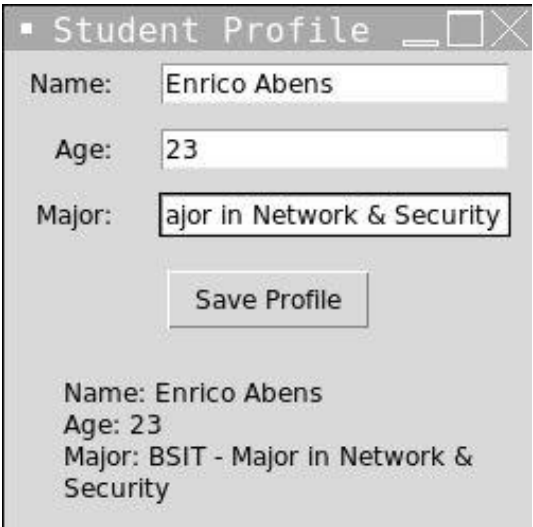 Student Profile
Name: Enrico Abens
Age: 23
Major: ajor in Network & Security
Save Profile
Name: Enrico Abens
Age: 23
Major: BSIT - Major in Network &
Security